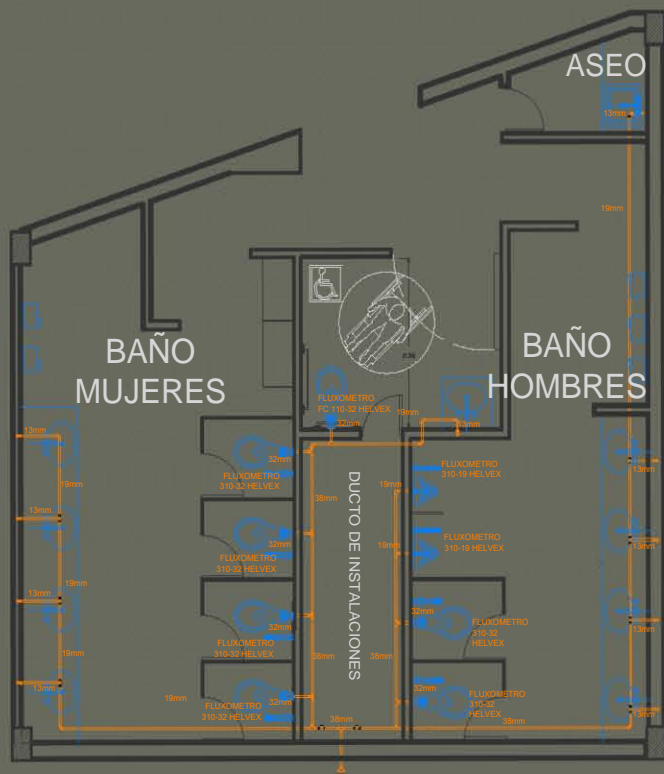 ASEO
13mm
19mm
BAÑO
MUJERES
BAÑO
HOMBRES
FLUXOMETRO
FC 110-32 HELVEX
32mm
19mm
13mm
13mm
19mm
13mm
19mm
13mm
19mm
13mm
19mm
32mm
FLUXOMETRO
310-32 HELVEX
32mm
FLUXOMETRO
310-32 HELVEX
32mm
FLUXOMETRO
310-32 HELVEX
32mm
FLUXOMETRO
310-32 HELVEX
38mm
38mm
DUCTO DE INSTALACIONES
19mm
19mm
38mm
38mm
FLUXOMETRO
310-19 HELVEX
FLUXOMETRO
310-19 HELVEX
32mm
FLUXOMETRO
310-32
HELVEX
32mm
FLUXOMETRO
310-32
HELVEX
13mm
13mm
13mm
13mm
38mm